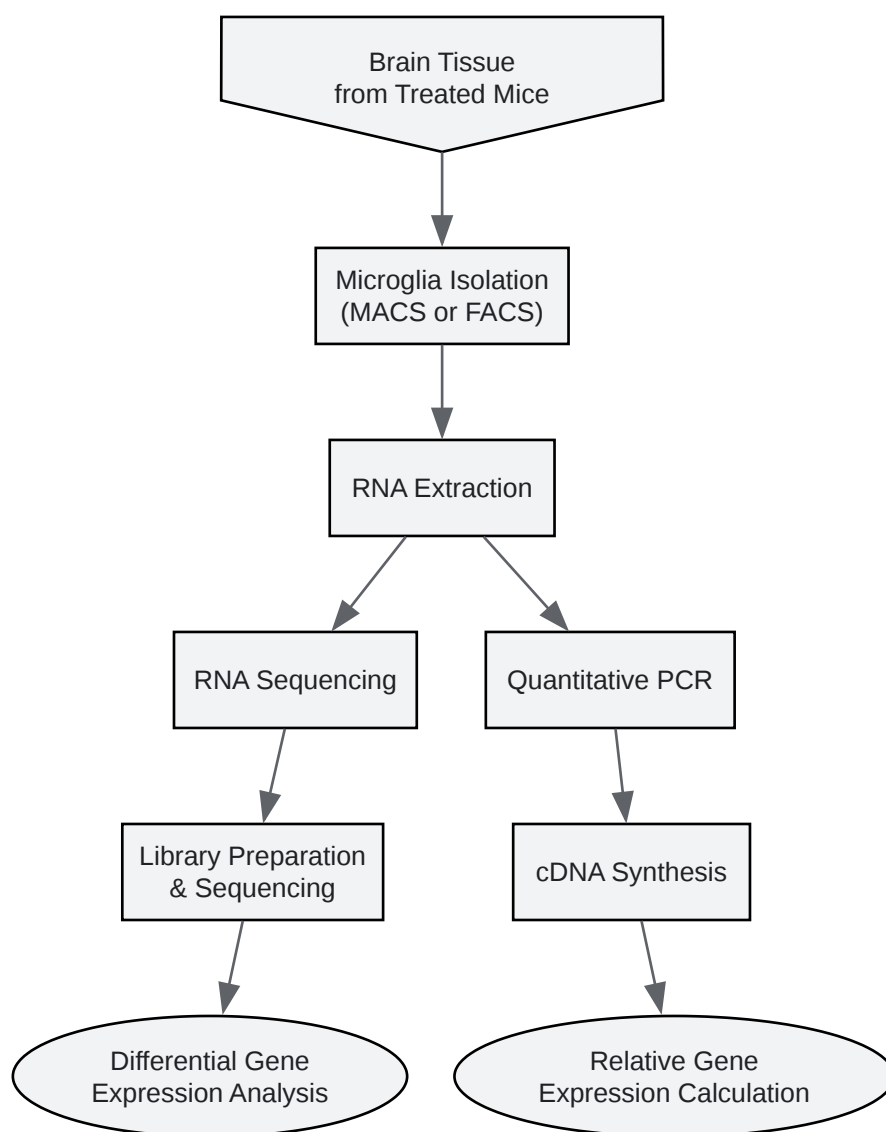 Brain Tissue
from Treated Mice
Microglia Isolation
(MACS or FACS)
RNA Extraction
RNA Sequencing
Quantitative PCR
Library Preparation
& Sequencing
cDNA Synthesis
Differential Gene
Expression Analysis
Relative Gene
Expression Calculation